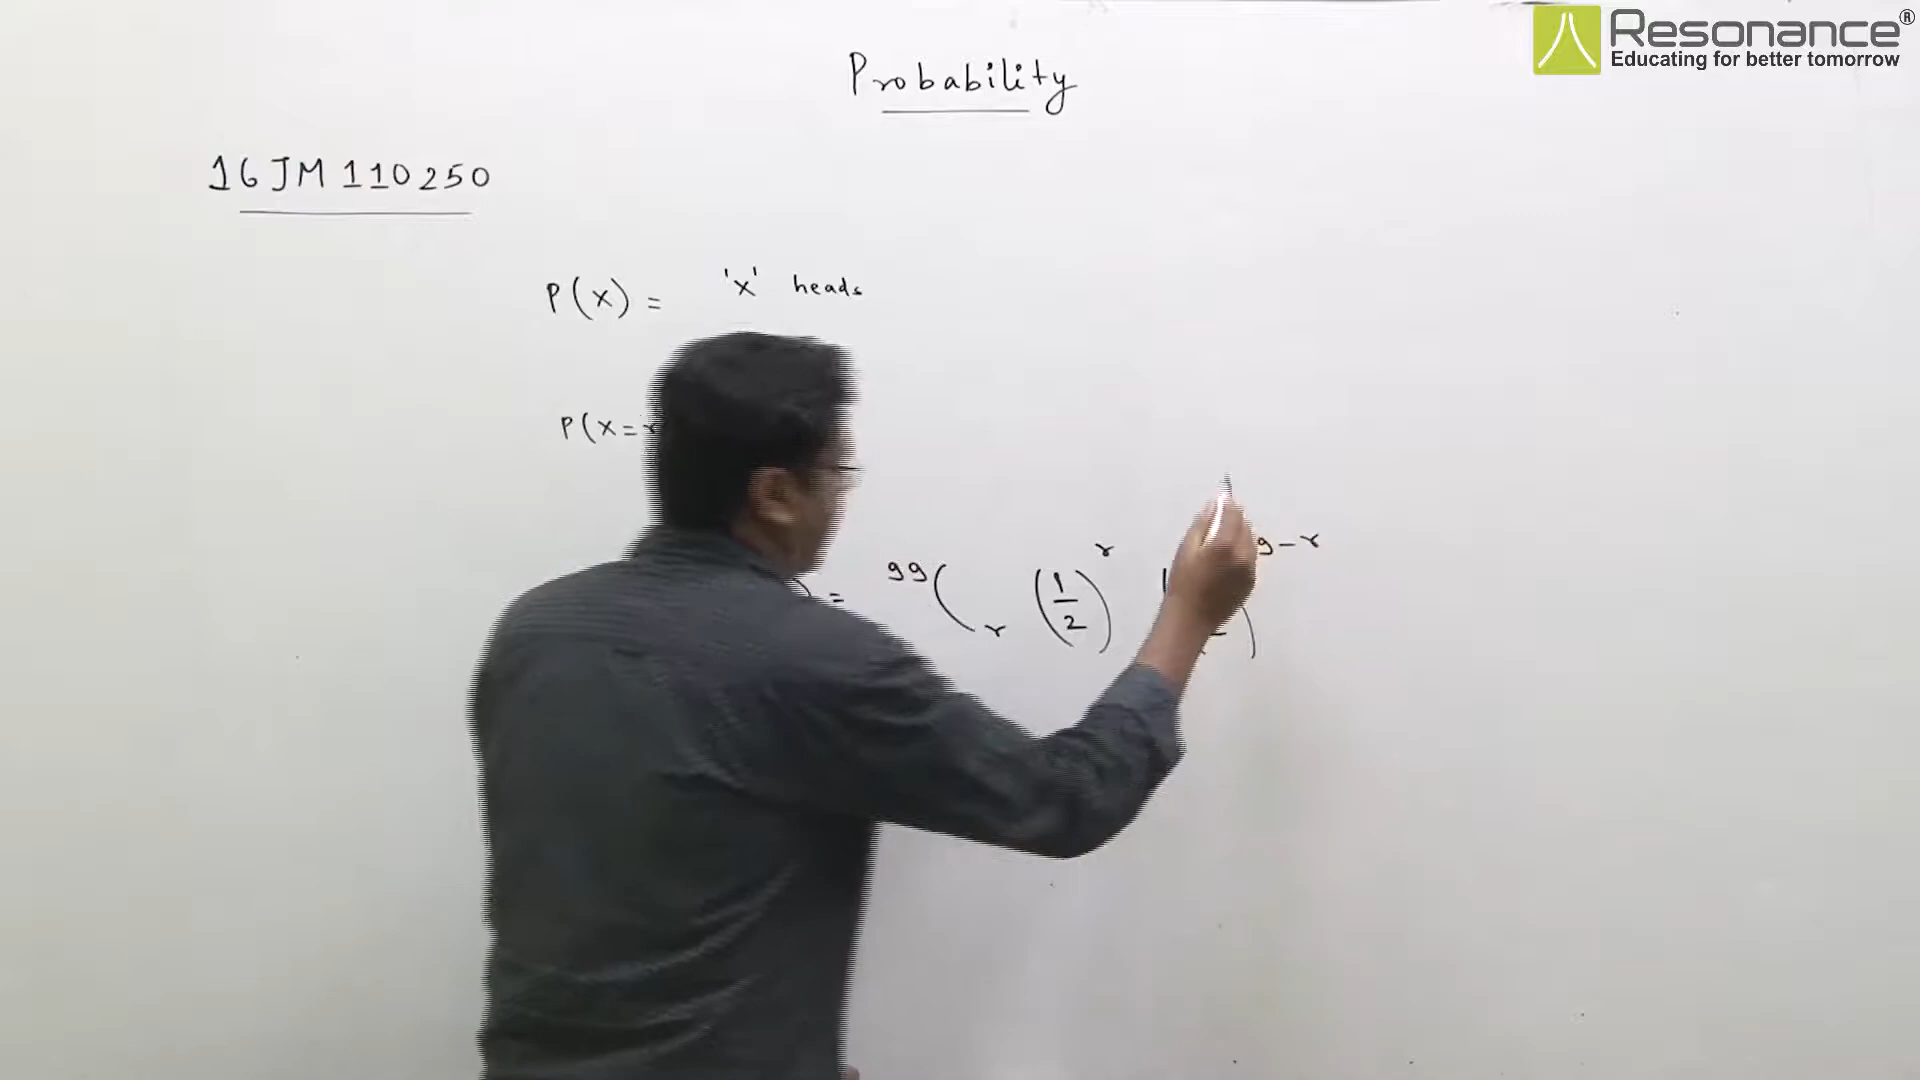 Resonance®
Educating for better tomorrow
Probability
16JM110250
P(x) = 'x' heads
P(x=r
) = 99C r (1/2)^r 9-r